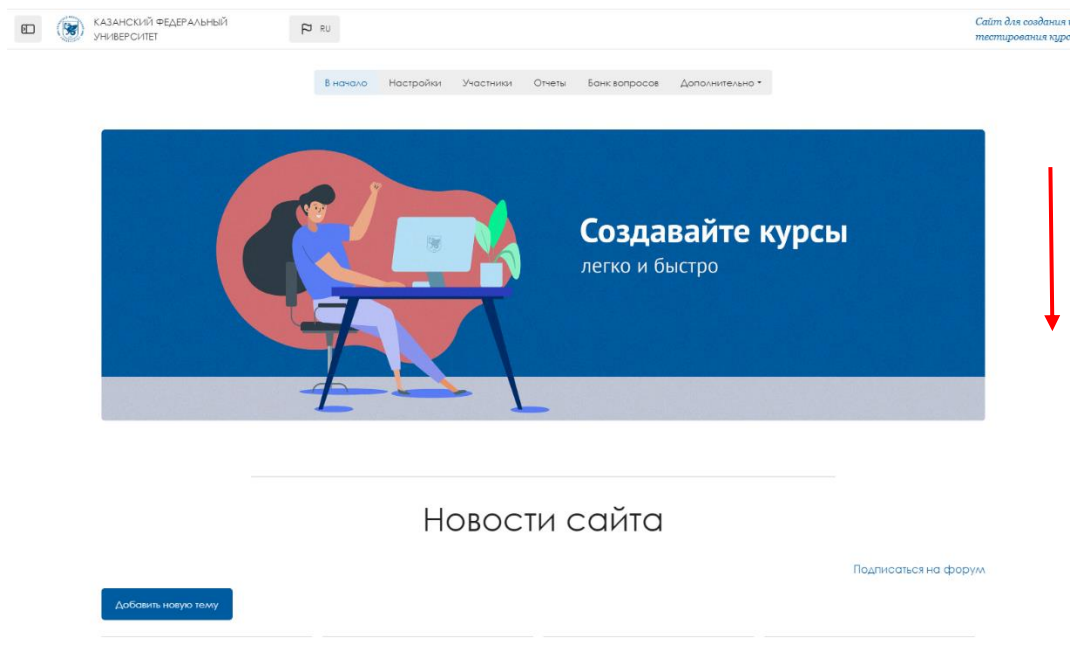 КАЗАНСКИЙ ФЕДЕРАЛЬНЫЙ
УНИВЕРСИТЕТ
RU
Сайт для создания и
тестирования
В начало Настройки Участники Отчеты Банк вопросов Дополнительно
Создавайте курсы
легко и быстро
Новости сайта
Подписаться на форум
Добавить новую тему